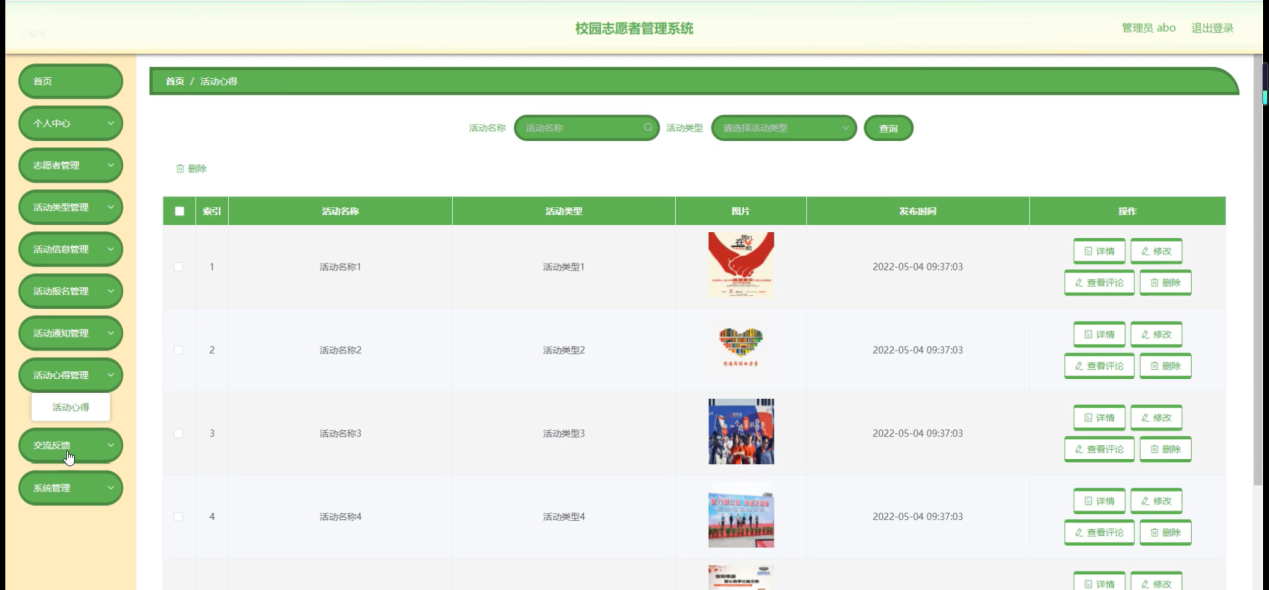 校园志愿者管理系统
管理员 abo 退出登录
首页
个人中心
志愿者管理
活动类型管理
活动信息管理
活动报名管理
活动通知管理
活动心得管理
活动心得
交流反馈
系统管理
首页 / 活动心得
活动名称 活动名称 活动类型 请选择活动类型 查询
删除
索引 活动名称 活动类型 图片 发布时间 操作
1 活动名称1 活动类型1 2022-05-04 09:37:03 详情 修改
查看评论 删除
2 活动名称2 活动类型2 2022-05-04 09:37:03 详情 修改
查看评论 删除
3 活动名称3 活动类型3 2022-05-04 09:37:03 详情 修改
查看评论 删除
4 活动名称4 活动类型4 2022-05-04 09:37:03 详情 修改
查看评论 删除
详情 修改